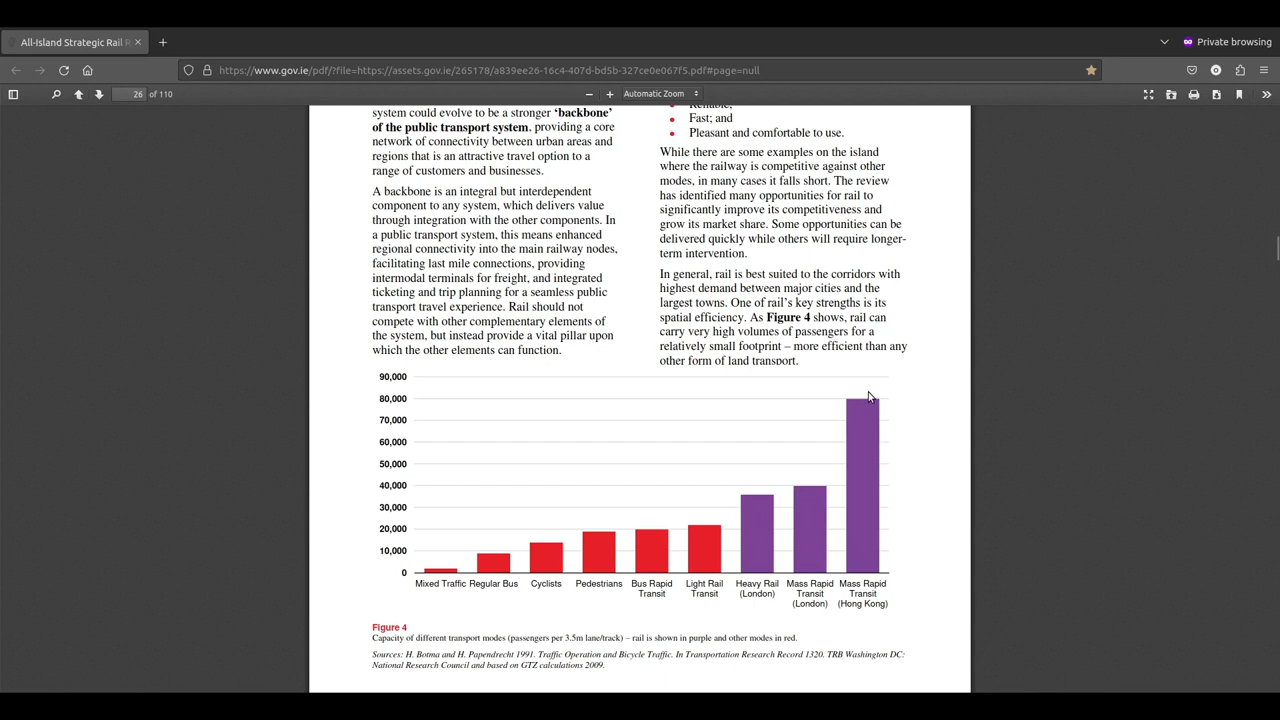 All-Island Strategic Rail R
Private browsing
https://www.gov.ie/pdf/?file=https://assets.gov.ie/265178/a839ee26-16c4-407d-bd5b-327ce0e067f5.pdf#page=null
26 of 110
Automatic Zoom
system could evolve to be a stronger ‘backbone’
of the public transport system, providing a core
network of connectivity between urban areas and
regions that is an attractive travel option to a
range of customers and businesses.
A backbone is an integral but interdependent
component to any system, which delivers value
through integration with the other components. In
a public transport system, this means enhanced
regional connectivity into the main railway nodes,
facilitating last mile connections, providing
intermodal terminals for freight, and integrated
ticketing and trip planning for a seamless public
transport travel experience. Rail should not
compete with other complementary elements of
the system, but instead provide a vital pillar upon
which the other elements can function.
Reliable;
Fast; and
Pleasant and comfortable to use.
While there are some examples on the island
where the railway is competitive against other
modes, in many cases it falls short. The review
has identified many opportunities for rail to
significantly improve its competitiveness and
grow its market share. Some opportunities can be
delivered quickly while others will require longer-
term intervention.
In general, rail is best suited to the corridors with
highest demand between major cities and the
largest towns. One of rail’s key strengths is its
spatial efficiency. As Figure 4 shows, rail can
carry very high volumes of passengers for a
relatively small footprint – more efficient than any
other form of land transport.
90,000
80,000
70,000
60,000
50,000
40,000
30,000
20,000
10,000
0
Mixed Traffic Regular Bus Cyclists Pedestrians Bus Rapid Light Rail Heavy Rail Mass Rapid Mass Rapid
Transit Transit (London) Transit Transit
(London) (Hong Kong)
Figure 4
Capacity of different transport modes (passengers per 3.5m lane/track) – rail is shown in purple and other modes in red.
Sources: H. Botma and H. Papendrecht 1991. Traffic Operation and Bicycle Traffic. In Transportation Research Record 1320. TRB Washington DC:
National Research Council and based on GTZ calculations 2009.